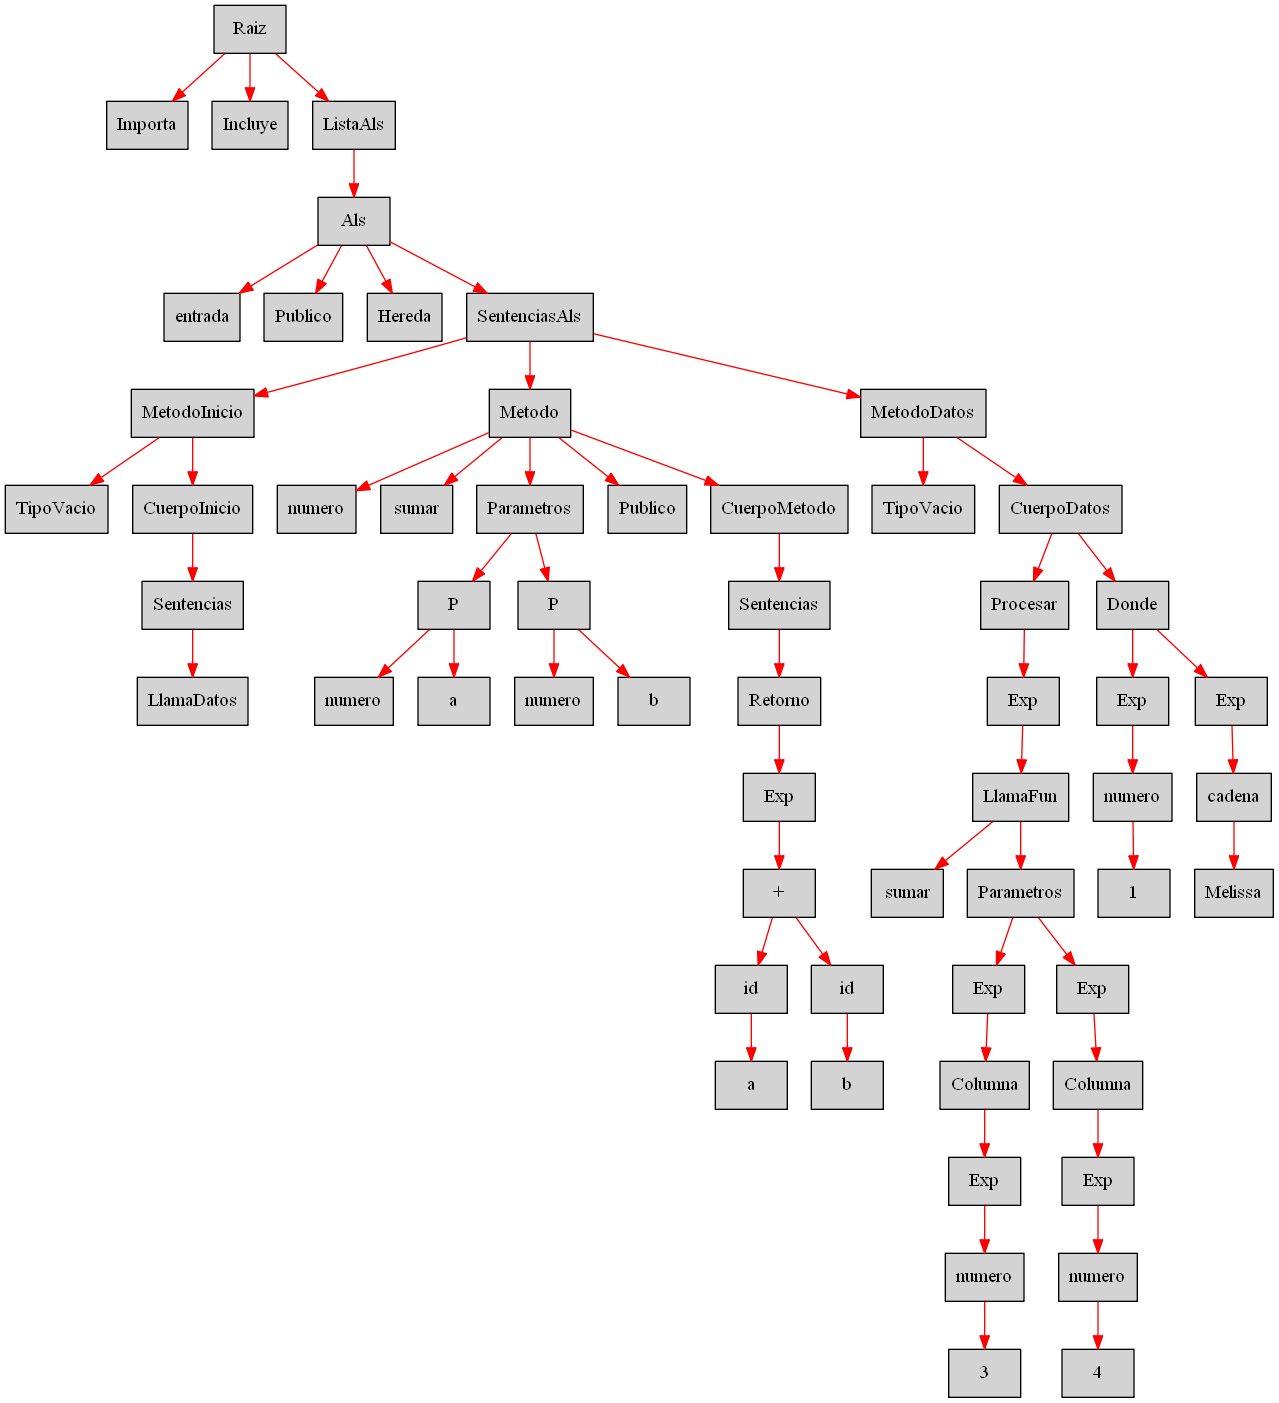 Raiz
Importa Incluye ListaAls
Als
entrada Publico Hereda SentenciasAls
MetodoInicio Metodo MetodoDatos
TipoVacio CuerpoInicio numero sumar Parametros Publico CuerpoMetodo TipoVacio CuerpoDatos
Sentencias P P Sentencias Procesar Donde
LlamaDatos numero a numero b Retorno Exp Exp Exp
Exp LlamaFun numero cadena
+ sumar Parametros 1 Melissa
id id Exp Exp
a b Columna Columna
Exp Exp
numero numero
3 4